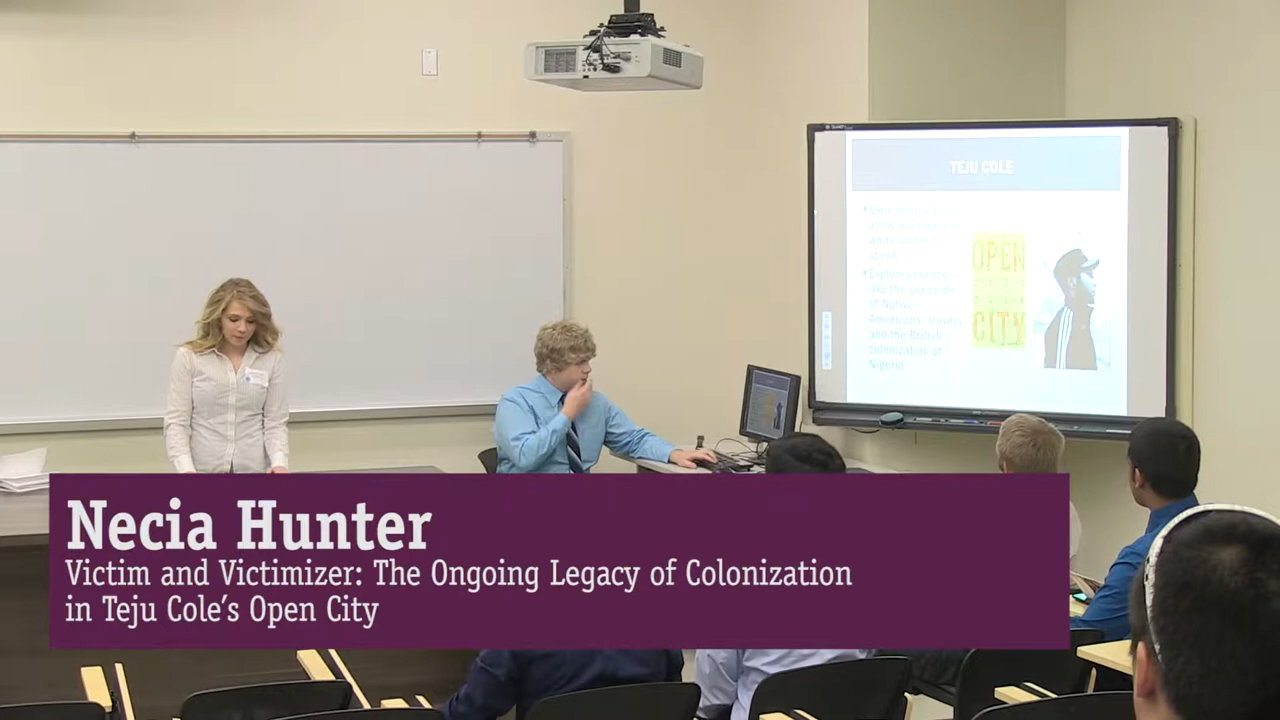 TEJU COLE
Explores events
like the genocide
of Native
Americans, slavery
and the British
colonization of
Nigeria
OPEN
CITY
Necia Hunter
Victim and Victimizer: The Ongoing Legacy of Colonization
in Teju Cole's Open City